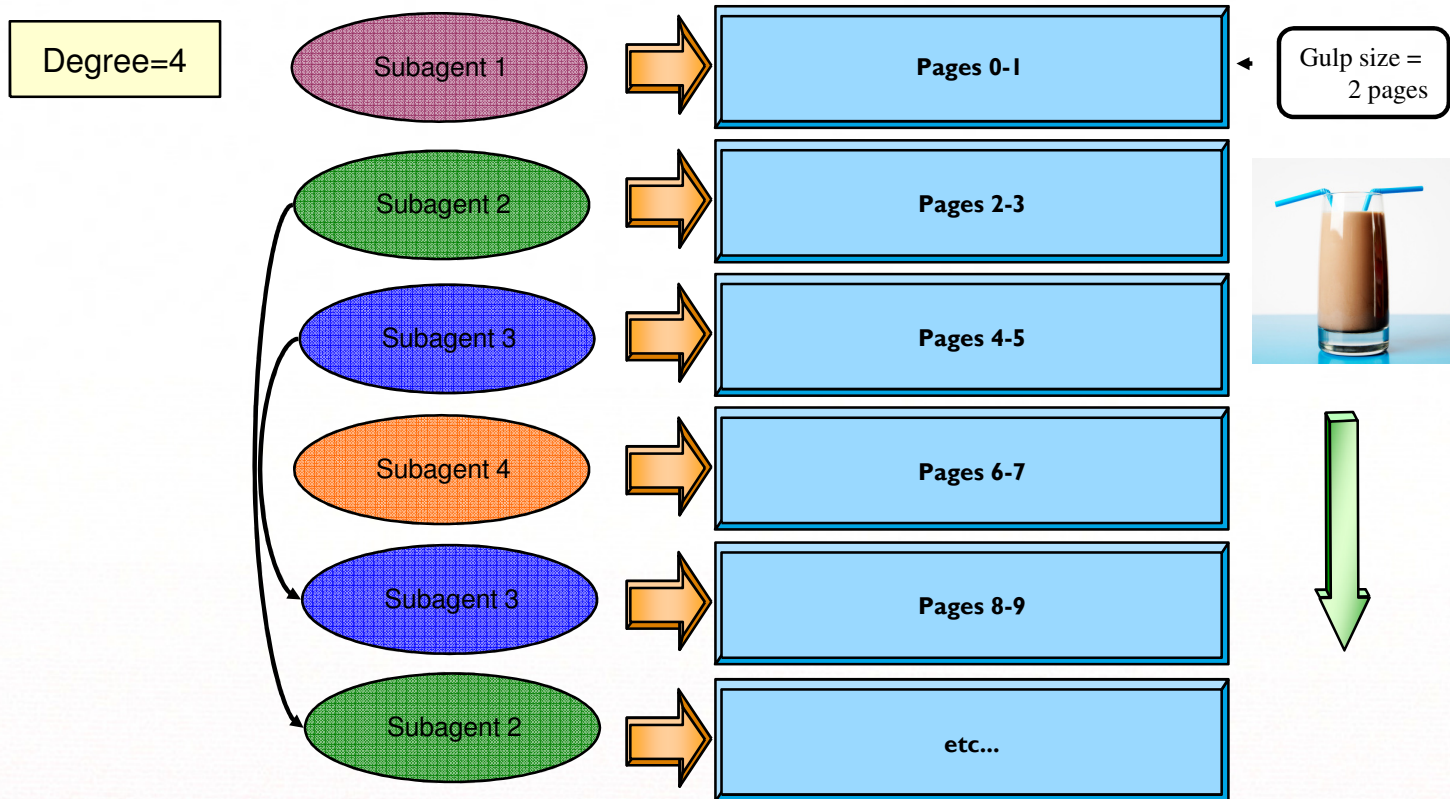 Degree=4
Subagent 1
Pages 0-1
Gulp size =
2 pages
Subagent 2
Pages 2-3
Subagent 3
Pages 4-5
Subagent 4
Pages 6-7
Subagent 3
Pages 8-9
Subagent 2
etc...